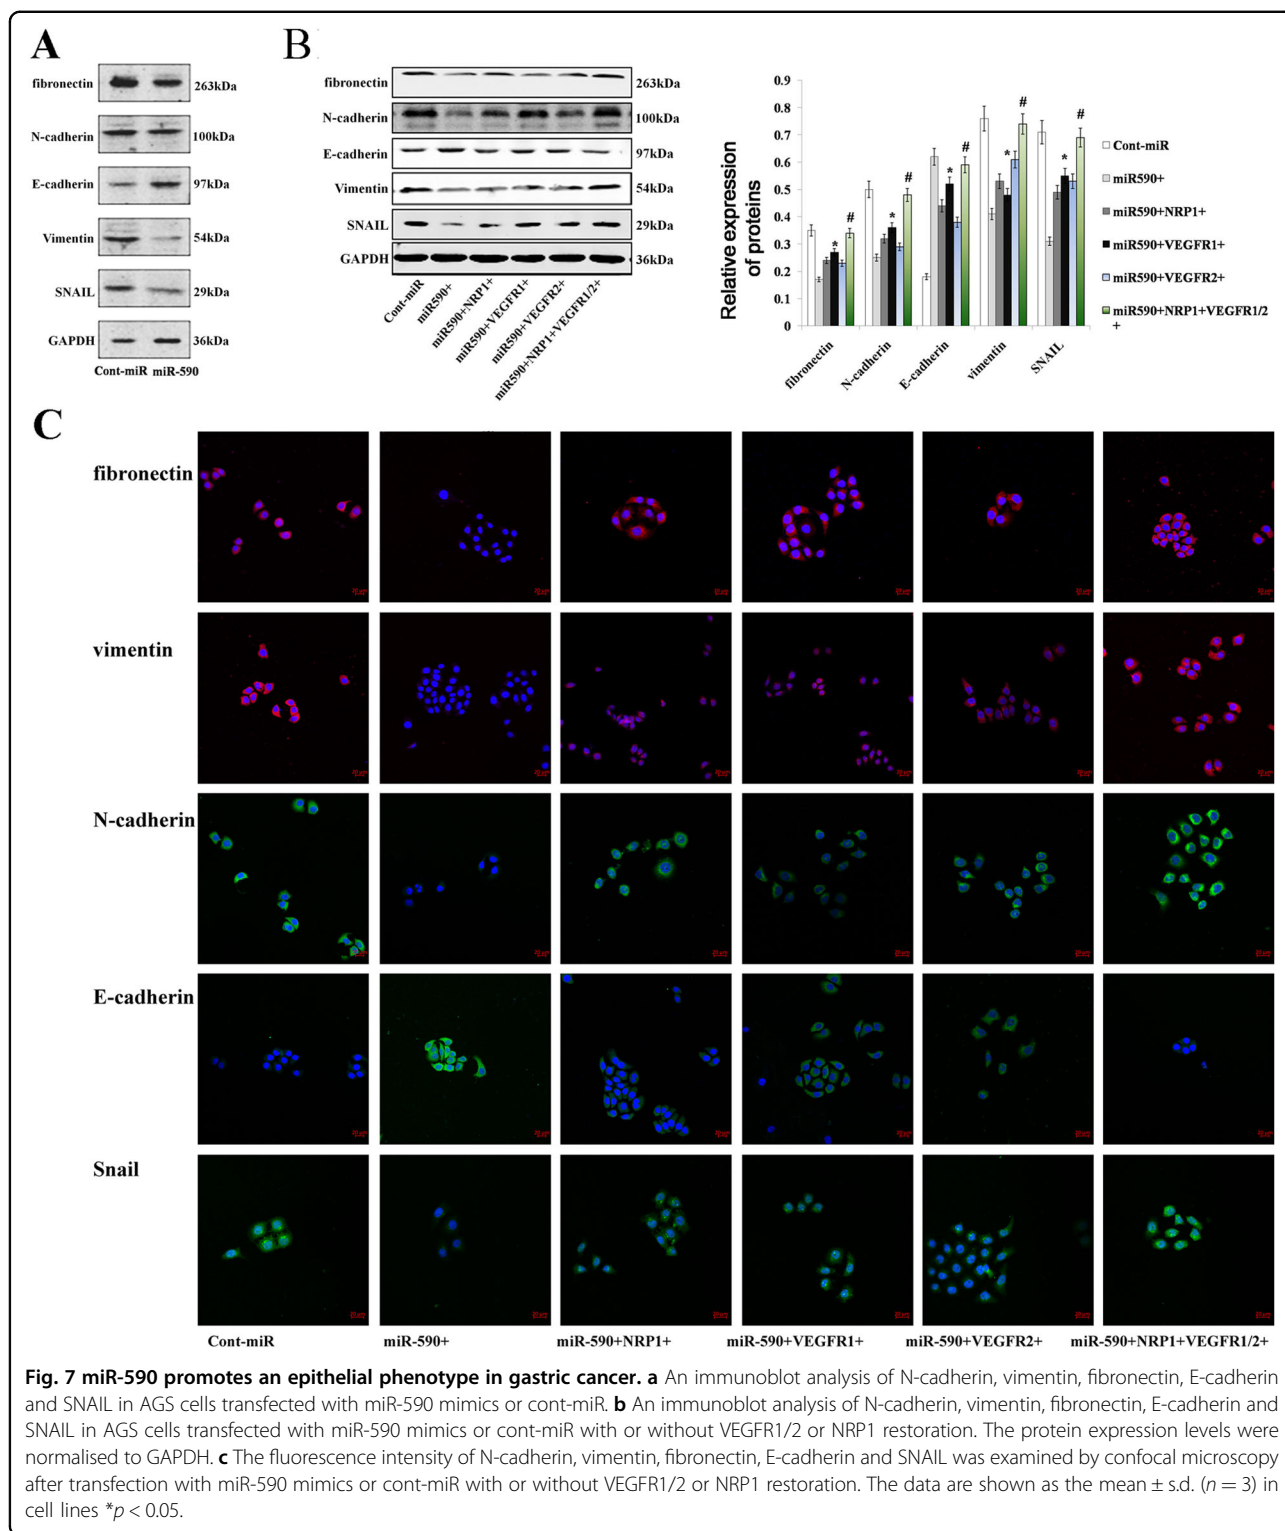 A
fibronectin
263kDa
N-cadherin
100kDa
E-cadherin
97kDa
Vimentin
54kDa
SNAIL
29kDa
GAPDH
36kDa
Cont-miR miR-590
B
fibronectin
263kDa
N-cadherin
100kDa
E-cadherin
97kDa
Vimentin
54kDa
SNAIL
29kDa
GAPDH
36kDa
Cont-miR
miR590+
miR590+NRP1+
miR590+VEGFR1+
miR590+VEGFR2+
miR590+NRP1+VEGFR1/2+
Relative expression
of proteins
0.9
0.8
0.7
0.6
0.5
0.4
0.3
0.2
0.1
0
* # * # * # * # * #
fibronectin
N-cadherin
E-cadherin
vimentin
SNAIL
Cont-miR
miR590+
miR590+NRP1+
miR590+VEGFR1+
miR590+VEGFR2+
miR590+NRP1+VEGFR1/2
+
C
fibronectin
vimentin
N-cadherin
E-cadherin
Snail
Cont-miR miR-590+ miR-590+NRP1+ miR-590+VEGFR1+ miR-590+VEGFR2+ miR-590+NRP1+VEGFR1/2+
Fig. 7 miR-590 promotes an epithelial phenotype in gastric cancer. a An immunoblot analysis of N-cadherin, vimentin, fibronectin, E-cadherin
and SNAIL in AGS cells transfected with miR-590 mimics or cont-miR. b An immunoblot analysis of N-cadherin, vimentin, fibronectin, E-cadherin and
SNAIL in AGS cells transfected with miR-590 mimics or cont-miR with or without VEGFR1/2 or NRP1 restoration. The protein expression levels were
normalised to GAPDH. c The fluorescence intensity of N-cadherin, vimentin, fibronectin, E-cadherin and SNAIL was examined by confocal microscopy
after transfection with miR-590 mimics or cont-miR with or without VEGFR1/2 or NRP1 restoration. The data are shown as the mean ± s.d. (n = 3) in
cell lines *p < 0.05.